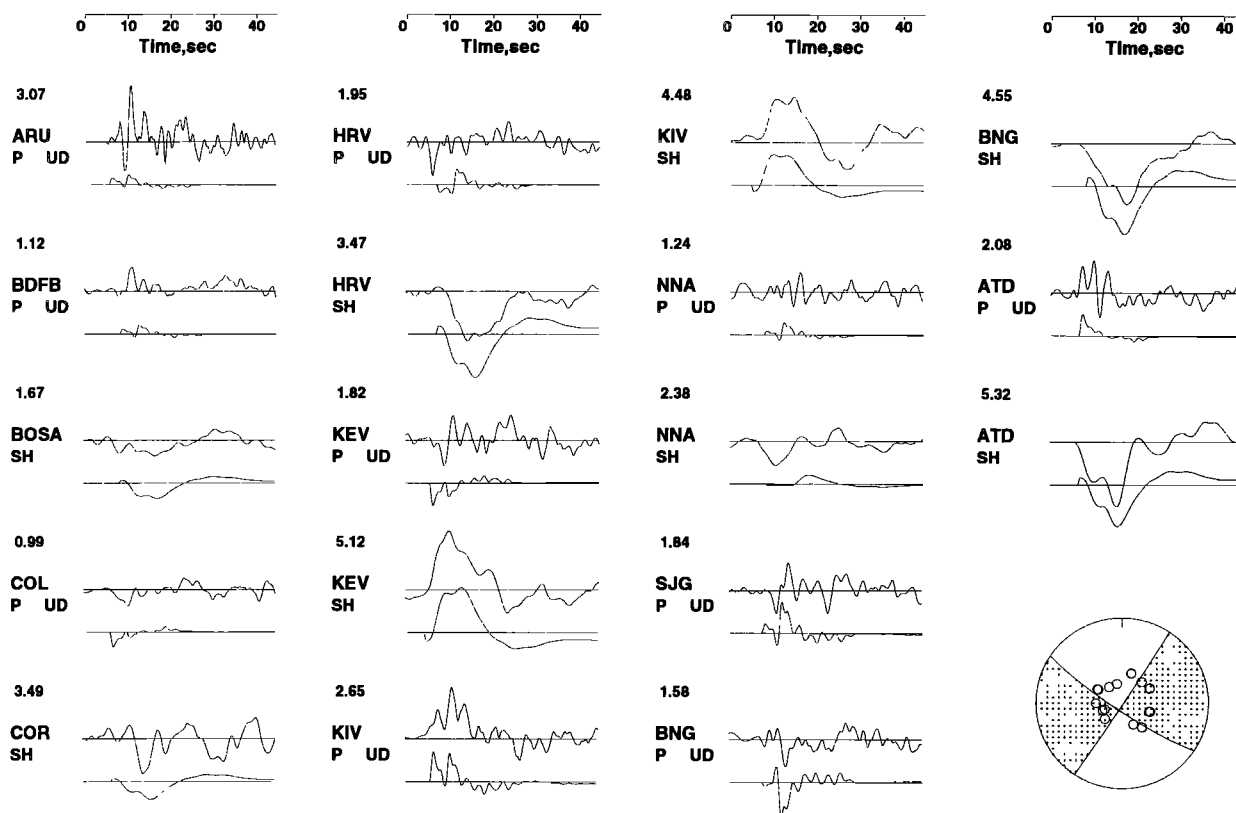 0 10 20 30 40
Time,sec
3.07
ARU
P UD
1.12
BDFB
P UD
1.67
BOSA
SH
0.99
COL
P UD
3.49
COR
SH
0 10 20 30 40
Time,sec
1.95
HRV
P UD
3.47
HRV
SH
1.82
KEV
P UD
5.12
KEV
SH
2.65
KIV
P UD
0 10 20 30 40
Time,sec
4.48
KIV
SH
1.24
NNA
P UD
2.38
NNA
SH
1.84
SJG
P UD
1.58
BNG
P UD
0 10 20 30 40
Time,sec
4.55
BNG
SH
2.08
ATD
P UD
5.32
ATD
SH